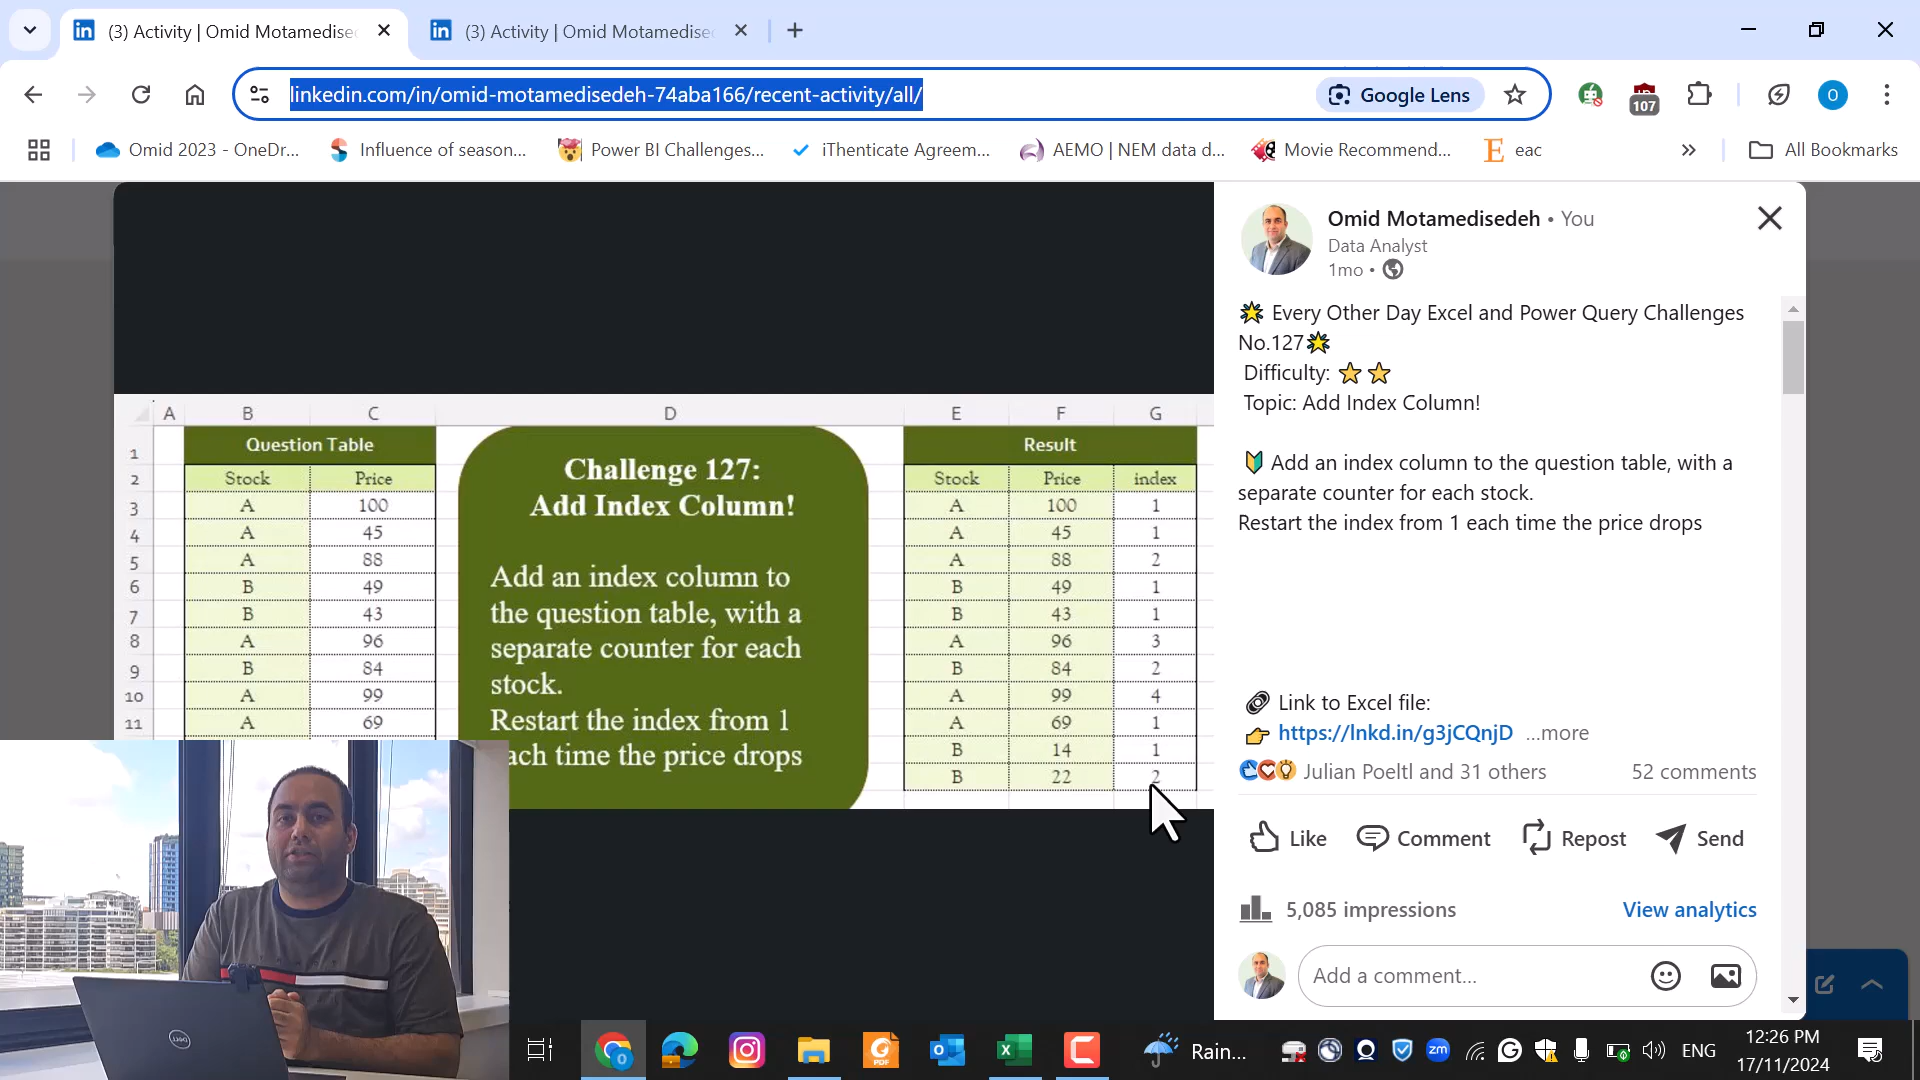 (3) Activity | Omid Motamedise
(3) Activity | Omid Motamedise
linkedin.com/in/omid-motamedisedeh-74aba166/recent-activity/all/
Google Lens
107
O
Omid 2023 - OneDr...
Influence of season...
Power BI Challenges...
iThenticate Agreem...
AEMO | NEM data d...
Movie Recommend...
E eac
All Bookmarks
A B C D E F G
1 Question Table Result
2 Stock Price Stock Price index
3 A 100 A 100 1
4 A 45 A 45 1
5 A 88 A 88 2
6 B 49 B 49 1
7 B 43 B 43 1
8 A 96 A 96 3
9 B 84 B 84 2
10 A 99 A 99 4
11 A 69 A 69 1
B 14 1
B 22 2
Challenge 127:
Add Index Column!
Add an index column to
the question table, with a
separate counter for each
stock.
Restart the index from 1
ach time the price drops
Omid Motamedisedeh • You
Data Analyst
1mo •
Every Other Day Excel and Power Query Challenges
No.127
Difficulty:
Topic: Add Index Column!
Add an index column to the question table, with a
separate counter for each stock.
Restart the index from 1 each time the price drops
Link to Excel file:
https://lnkd.in/g3jCQnjD ...more
Julian Poeltl and 31 others 52 comments
Like Comment Repost Send
5,085 impressions View analytics
Add a comment...
DELL
PDF
Rain...
zm
ENG
12:26 PM
17/11/2024